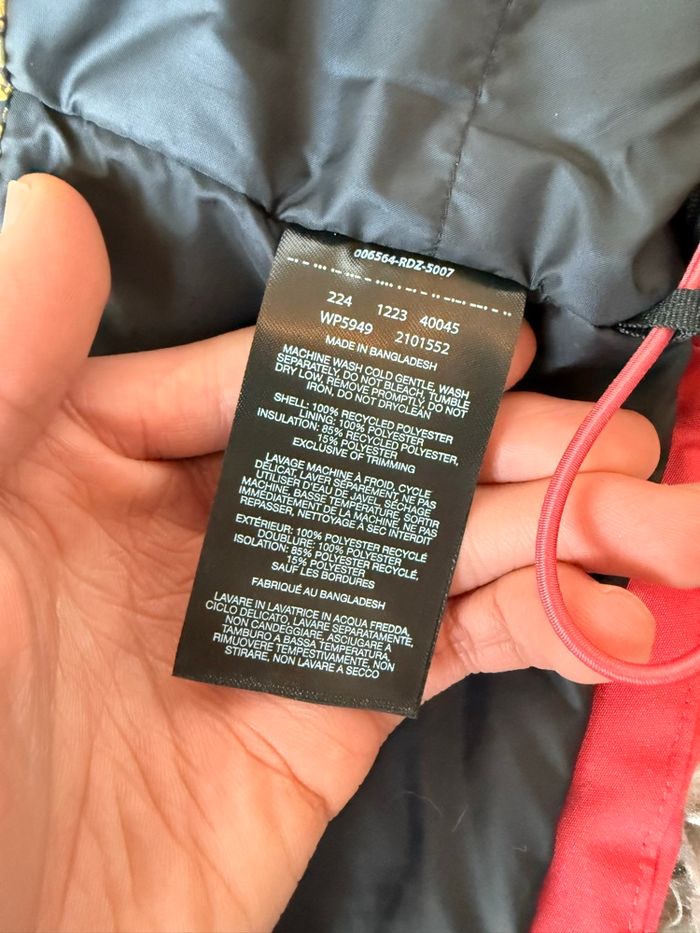 006564-RDZ-5007
224 1223 40045
WP5949 2101552
MADE IN BANGLADESH
MACHINE WASH COLD GENTLE, WASH
SEPARATELY, DO NOT BLEACH, TUMBLE
DRY LOW, REMOVE PROMPTLY, DO NOT
IRON, DO NOT DRYCLEAN
SHELL: 100% RECYCLED POLYESTER
LINING: 100% POLYESTER
INSULATION: 85% RECYCLED POLYESTER,
15% POLYESTER
EXCLUSIVE OF TRIMMING
LAVAGE MACHINE À FROID, CYCLE
DÉLICAT, LAVER SÉPARÉMENT, NE PAS
UTILISER D'EAU DE JAVEL, SÉCHAGE
MACHINE, BASSE TEMPÉRATURE, SORTIR
IMMÉDIATEMENT DE LA MACHINE, NE PAS
REPASSER, NETTOYAGE A SEC INTERDIT
EXTÉRIEUR: 100% POLYESTER RECYCLÉ
DOUBLURE: 100% POLYESTER
ISOLATION: 85% POLYESTER RECYCLÉ,
15% POLYESTER
SAUF LES BORDURES
FABRIQUÉ AU BANGLADESH
LAVARE IN LAVATRICE IN ACQUA FREDDA,
CICLO DELICATO, LAVARE SEPARATAMENTE,
NON CANDEGGIARE, ASCIUGARE A
TAMBURO A BASSA TEMPERATURA,
RIMUOVERE TEMPESTIVAMENTE, NON
STIRARE, NON LAVARE A SECCO